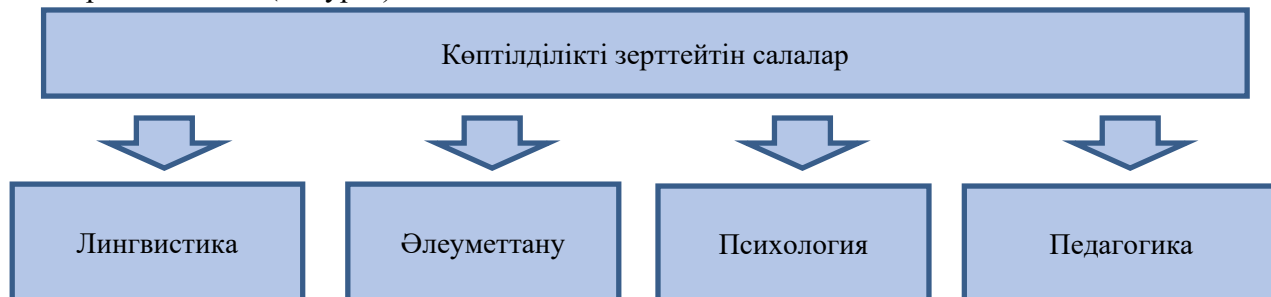 Көптілділікті зерттейтін салалар
Лингвистика
Әлеуметтану
Психология
Педагогика